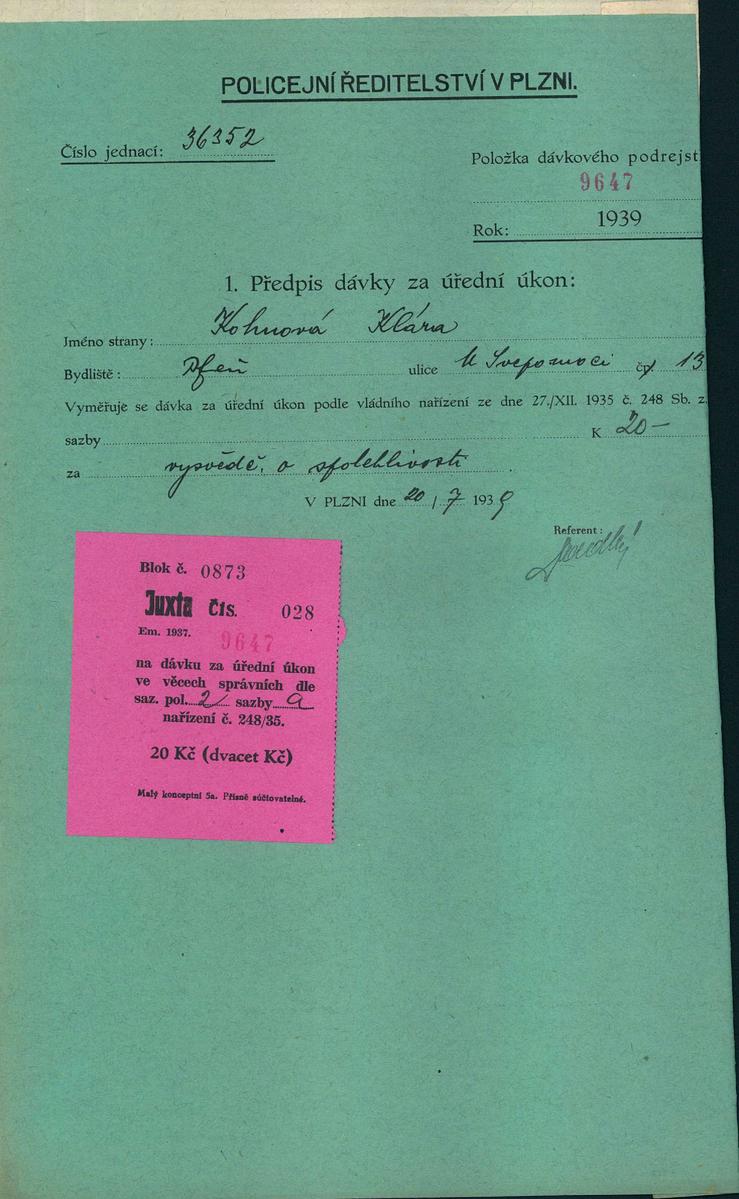 POLICEJNÍ ŘEDITELSTVÍ V PLZNI.
Číslo jednací: 36352
Položka dávkového podrejst
9647
Rok: 1939
1. Předpis dávky za úřední úkon:
Jméno strany: Kohnová Klára
Bydliště: Plzeň ulice U Svépomoci čp. 13
Vyměřuje se dávka za úřední úkon podle vládního nařízení ze dne 27./XII. 1935 č. 248 Sb. z.
sazby K 20-
za vysvědč. o spolehlivosti
V PLZNI dne 20/7 1939
Referent:
Blok č. 0873
Juxta čís. 028
Em. 1937. 9647
na dávku za úřední úkon
ve věcech správních dle
saz. pol. 2 sazby a
nařízení č. 248/35.
20 Kč (dvacet Kč)
Malý konceptní 5a. Přísně súčtovatelné.